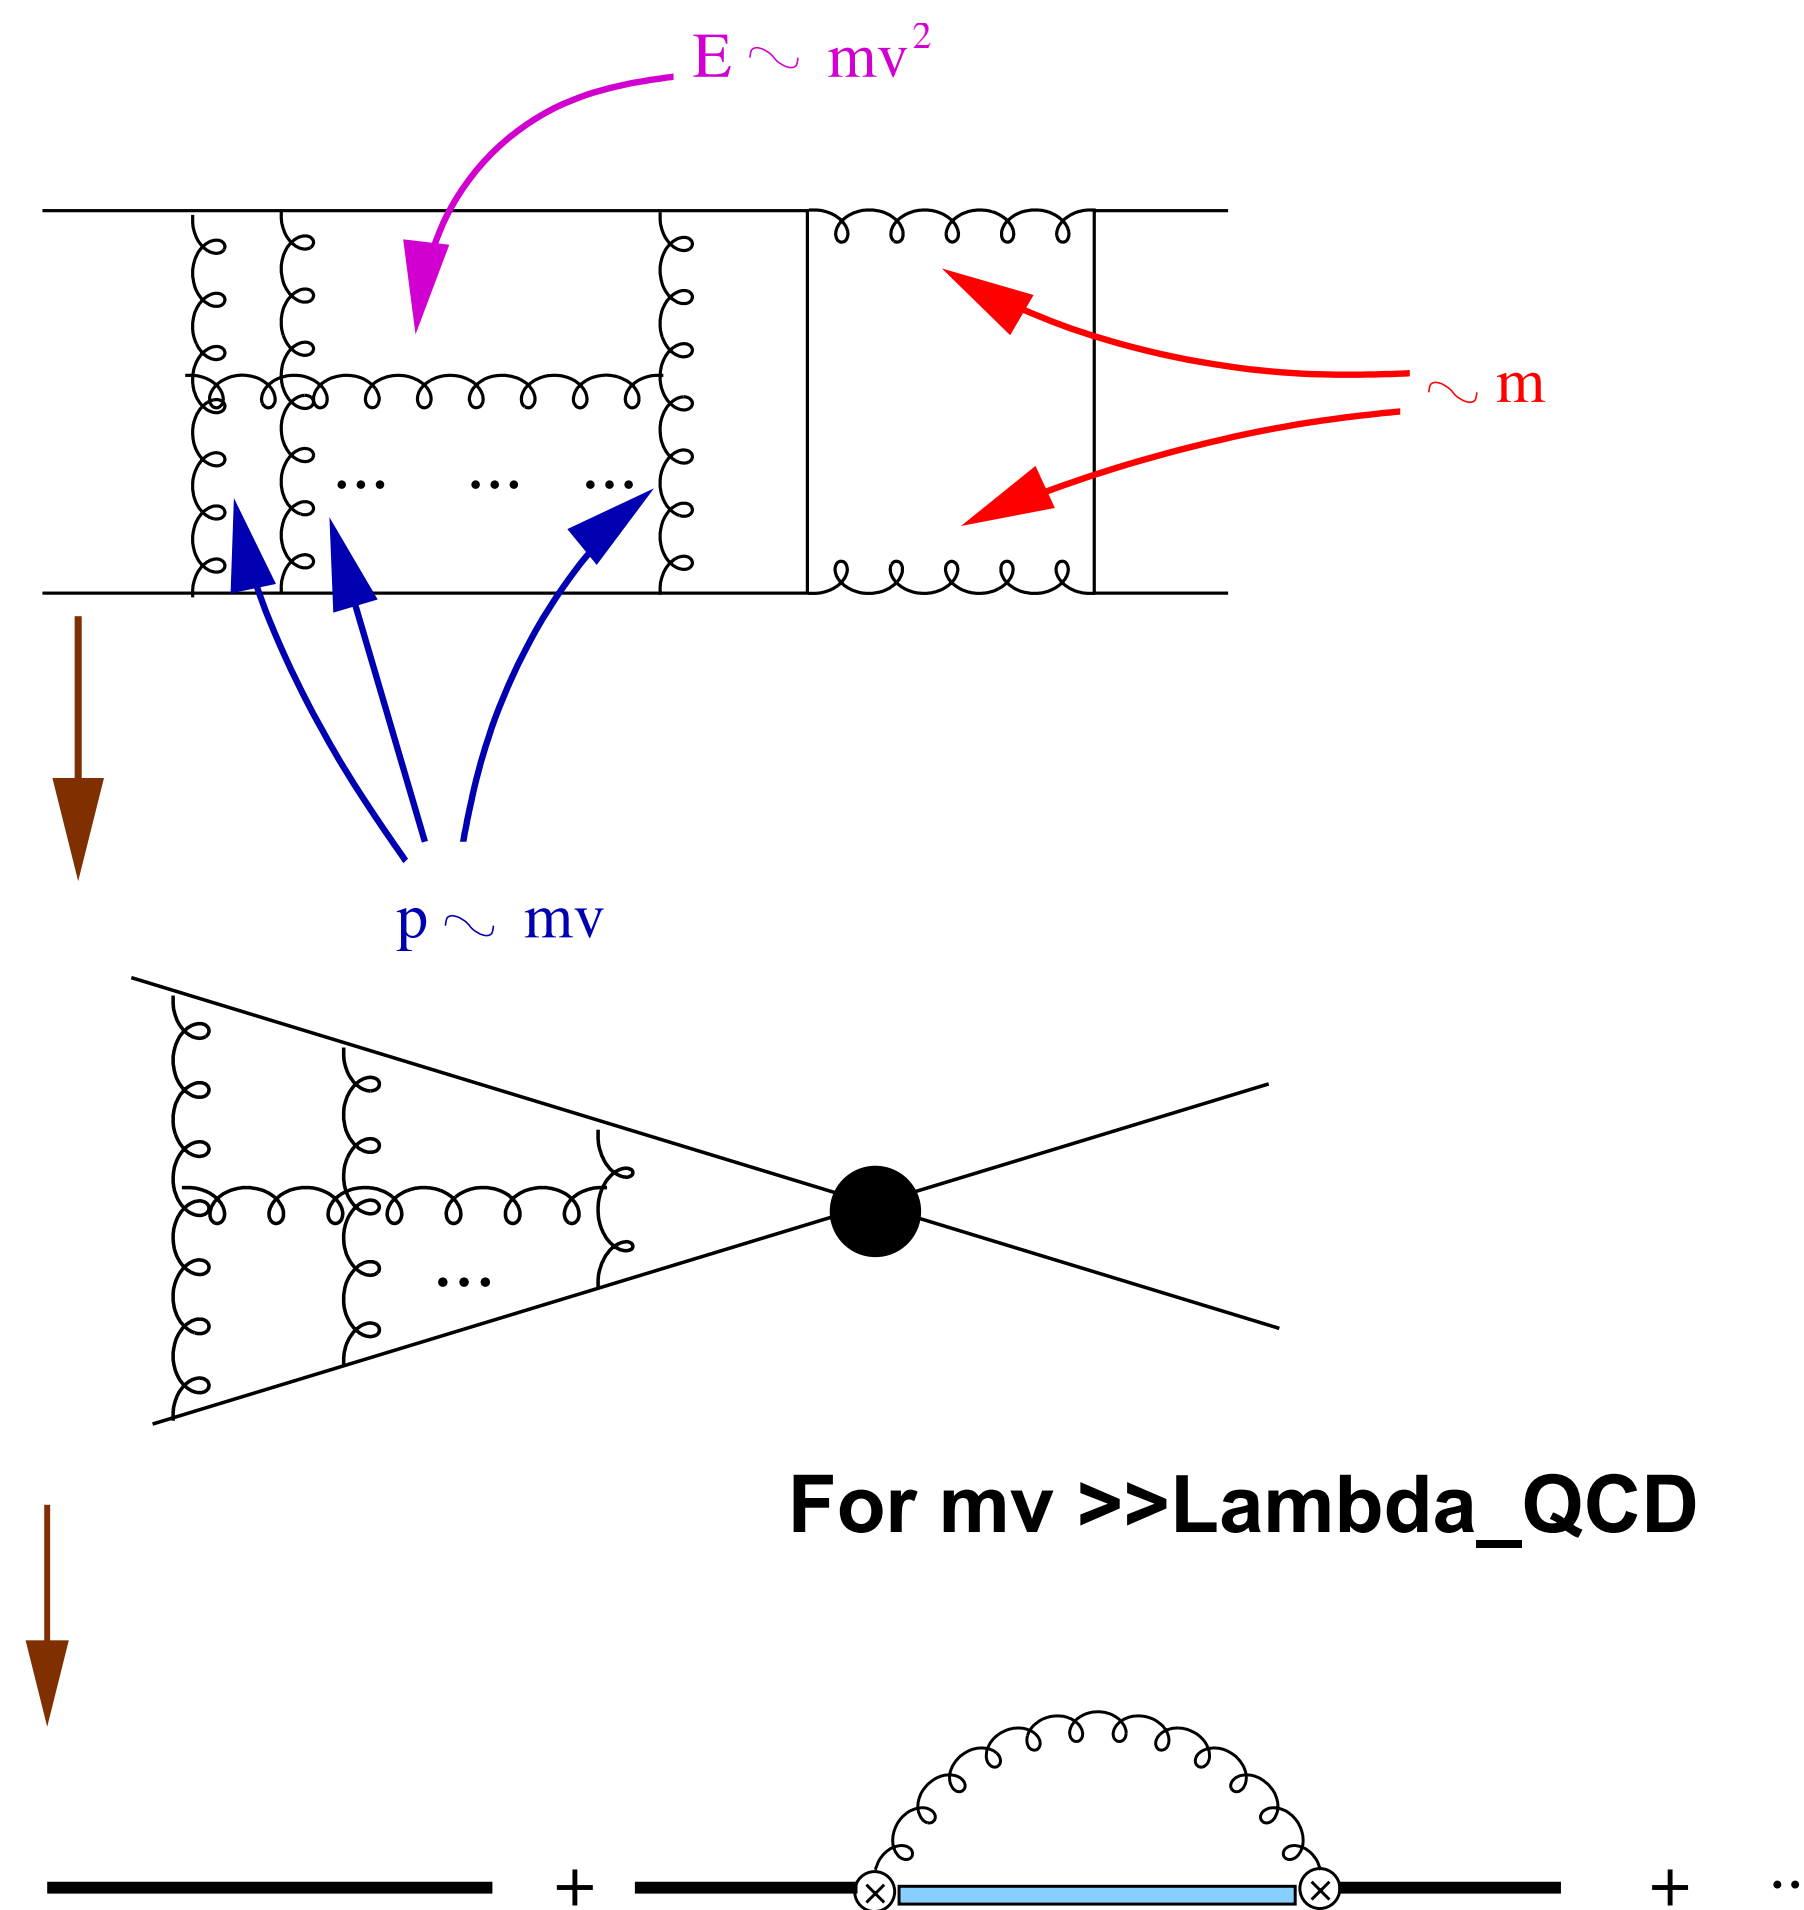 E ~ mv²
... ... ...
~ m
p ~ mv
...
For mv >>Lambda_QCD
+ + ..